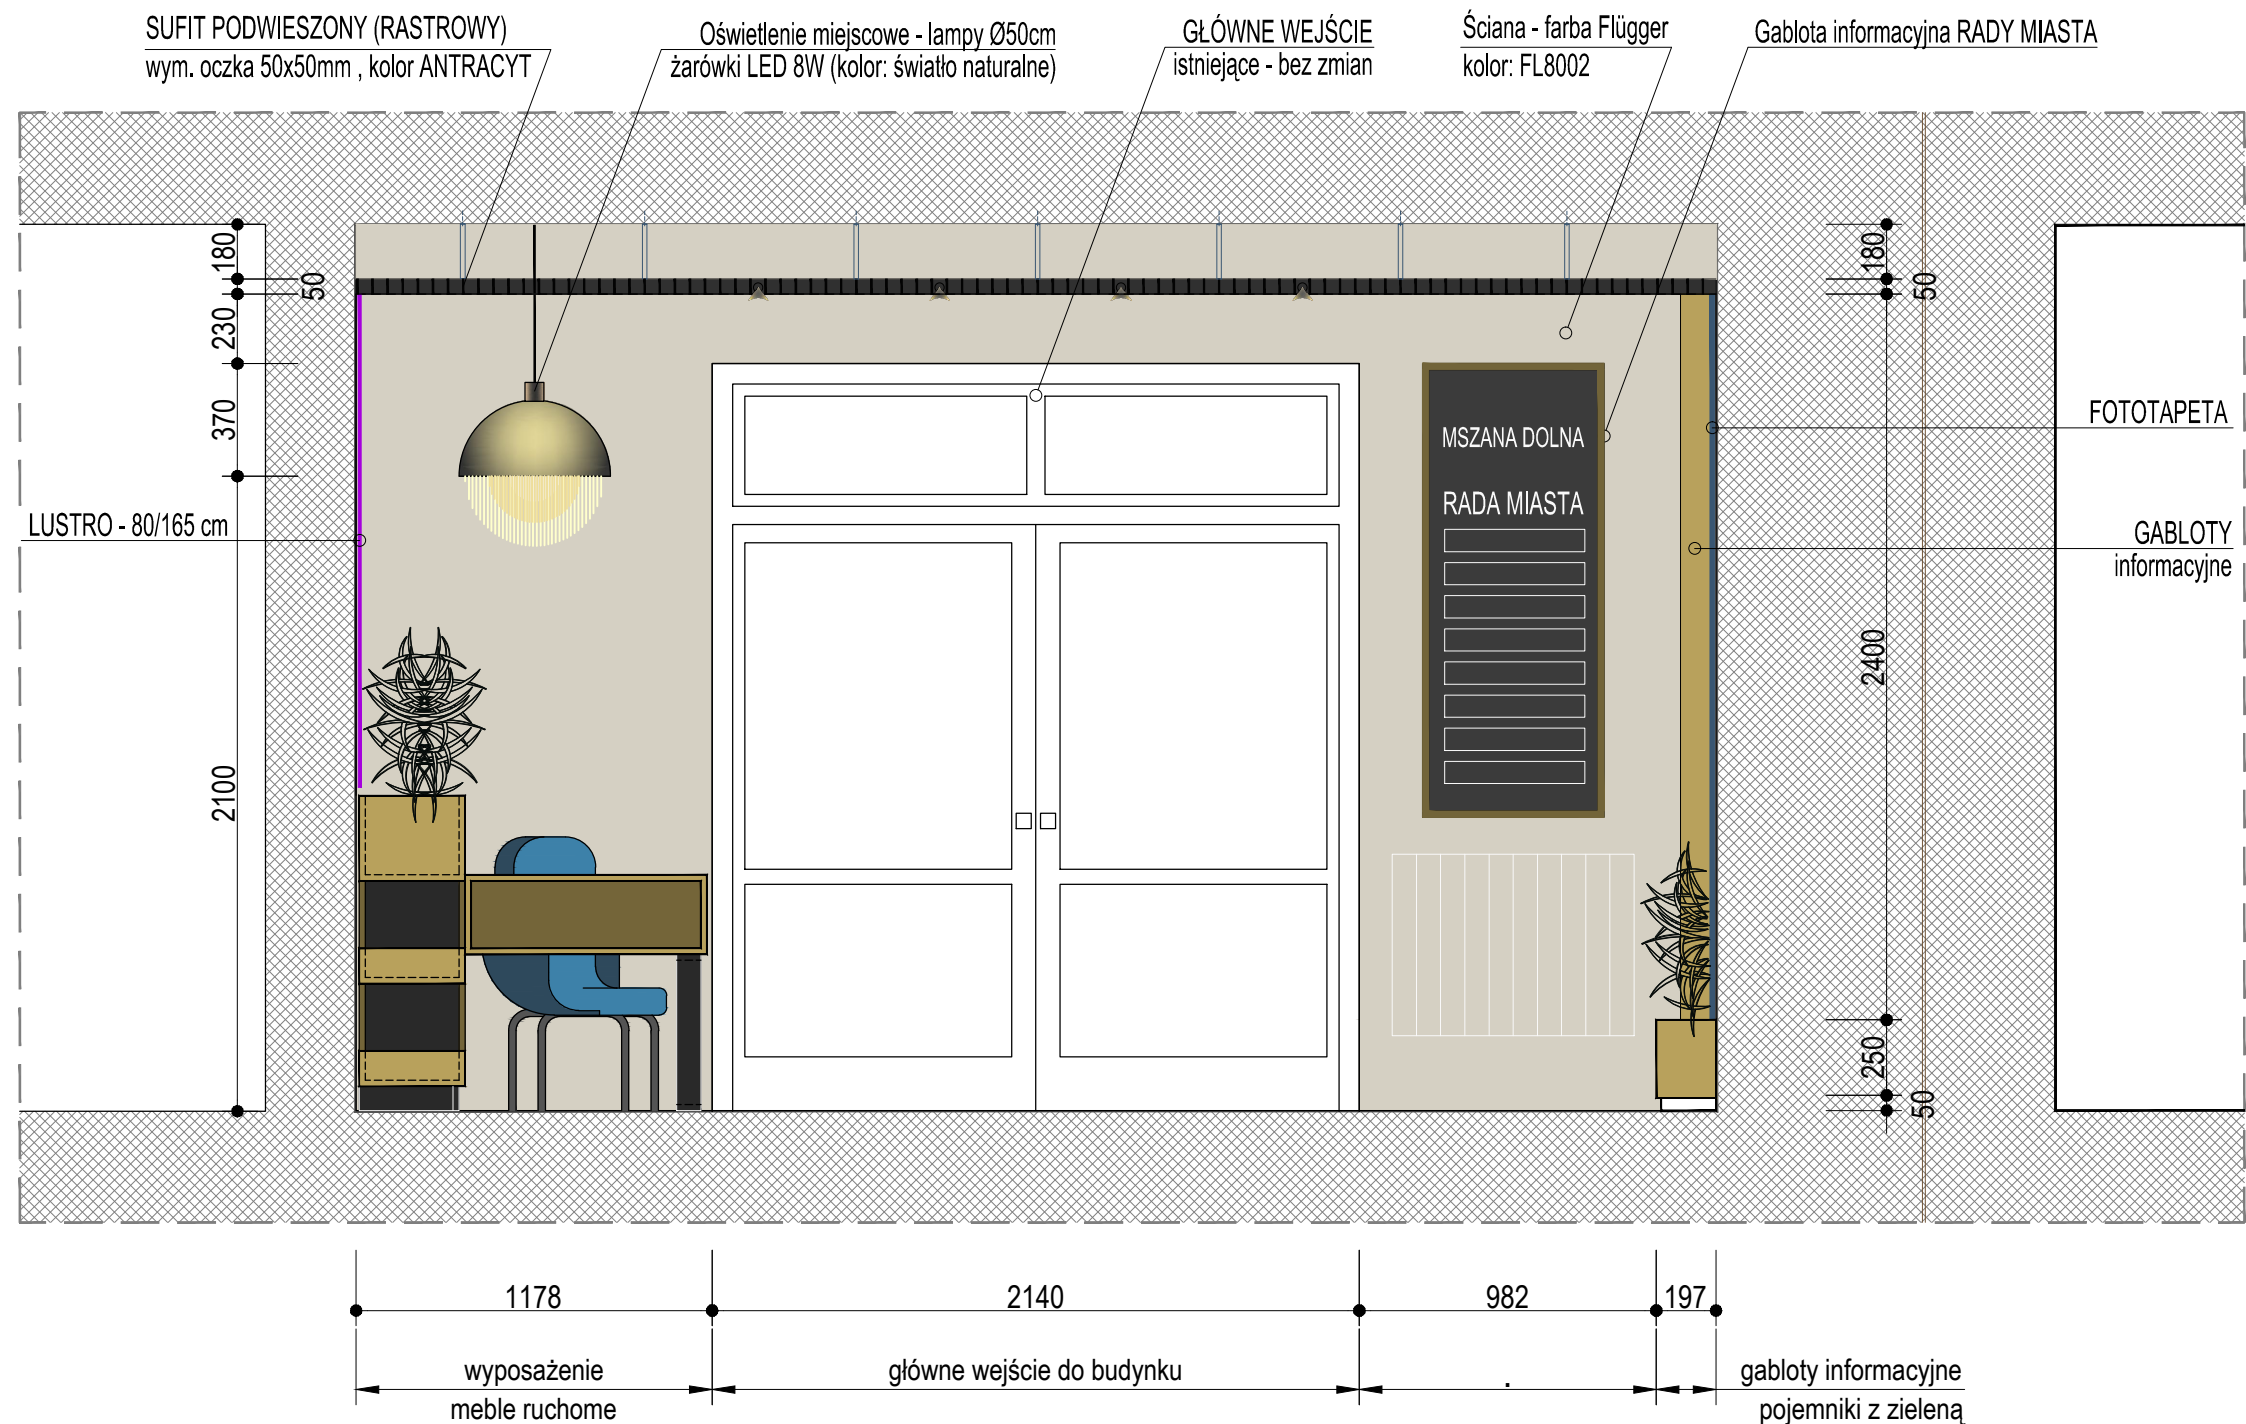 SUFIT PODWIESZONY (RASTROWY)
wym. oczka 50x50mm , kolor ANTRACYT
Oświetlenie miejscowe - lampy Ø50cm
żarówki LED 8W (kolor: światło naturalne)
GŁÓWNE WEJŚCIE
istniejące - bez zmian
Ściana - farba Flügger
kolor: FL8002
Gablota informacyjna RADY MIASTA
180
50
230
370
2100
LUSTRO - 80/165 cm
MSZANA DOLNA
RADA MIASTA
180
50
2400
250
50
FOTOTAPETA
GABLOTY
informacyjne
1178
2140
982
197
wyposażenie
meble ruchome
główne wejście do budynku
.
gabloty informacyjne
pojemniki z zieleną